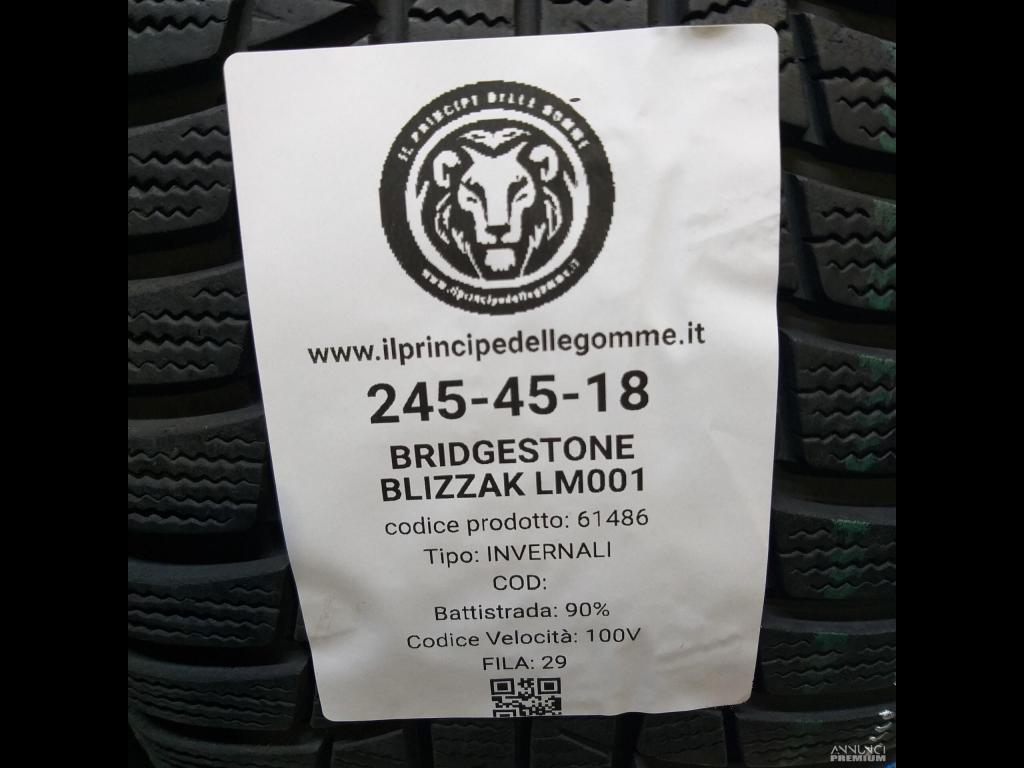 IL PRINCIPE DELLE GOMME
www.ilprincipedellegomme.it
www.ilprincipedellegomme.it
245-45-18
BRIDGESTONE
BLIZZAK LM001
codice prodotto: 61486
Tipo: INVERNALI
COD:
Battistrada: 90%
Codice Velocità: 100V
FILA: 29
ANNUNCI
PREMIUM